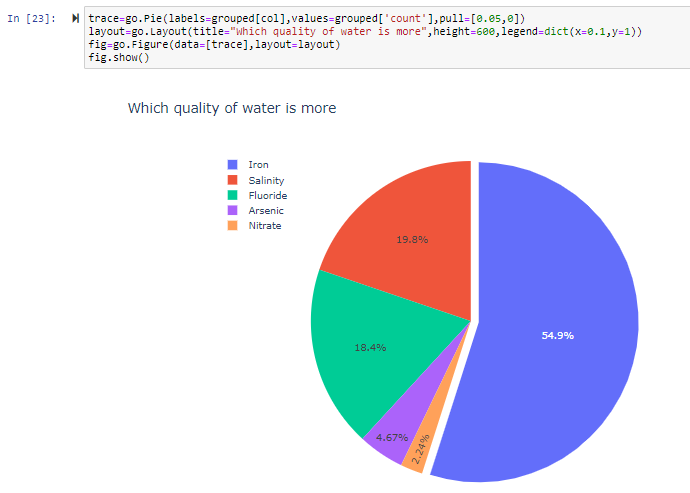 In [23]:
trace=go.Pie(labels=grouped[col],values=grouped['count'],pull=[0.05,0])
layout=go.Layout(title="Which quality of water is more",height=600,legend=dict(x=0.1,y=1))
fig=go.Figure(data=[trace],layout=layout)
fig.show()
Which quality of water is more
Iron
Salinity
Fluoride
Arsenic
Nitrate
19.8%
54.9%
18.4%
4.67%
2.24%